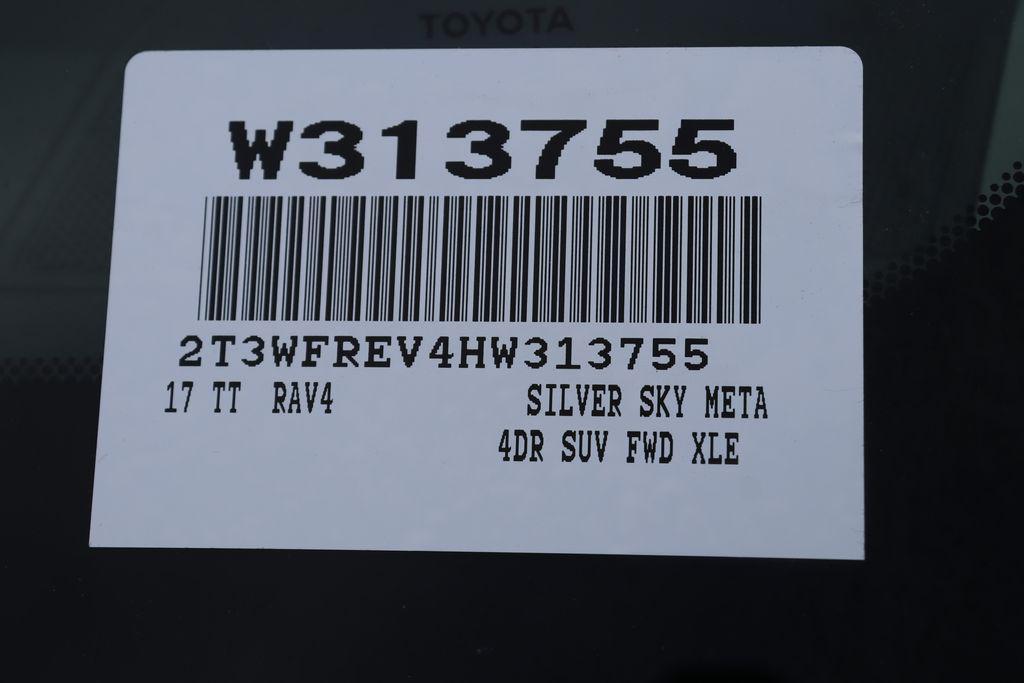 TOYOTA
W313755
2T3WFREV4HW313755
17 TT RAV4 SILVER SKY META
4DR SUV FWD XLE